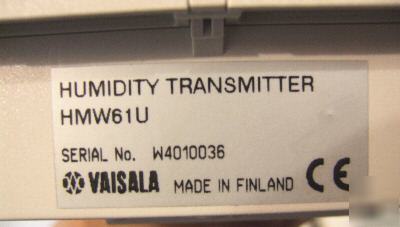 HUMIDITY TRANSMITTER
HMW61U
SERIAL No. W4010036
VAISALA MADE IN FINLAND CE